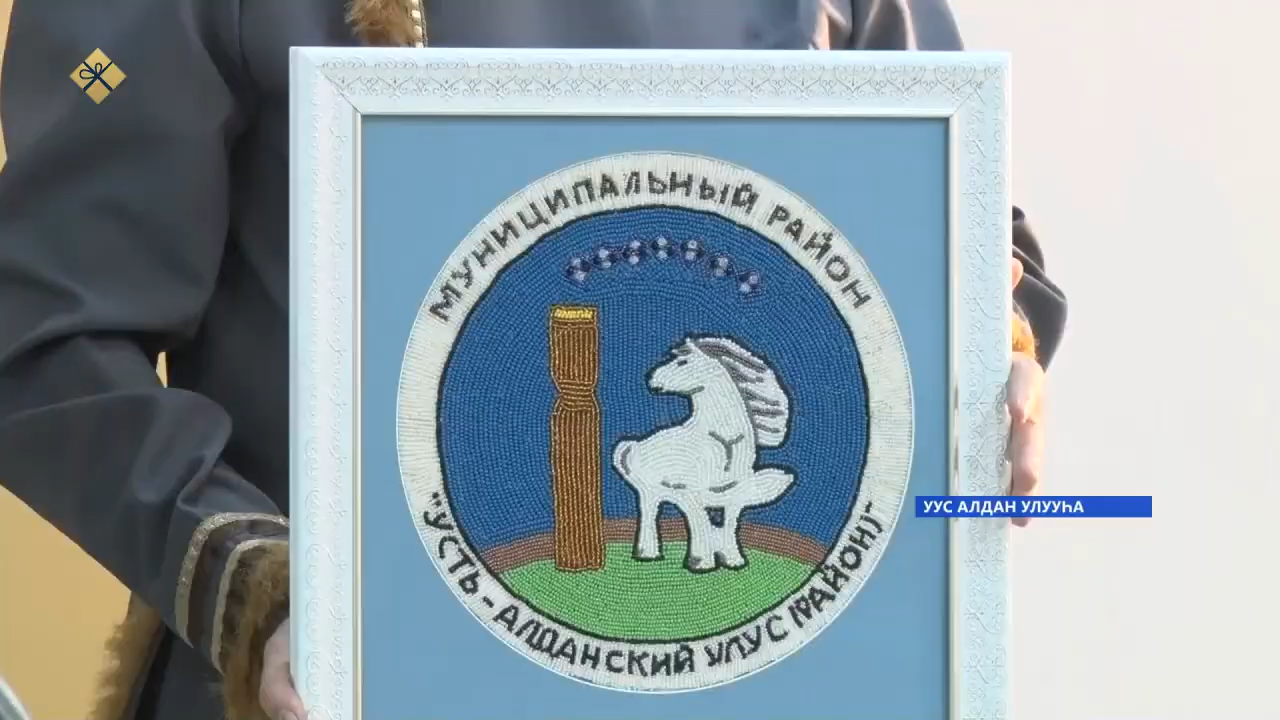 МУНИЦИПАЛЬНЫЙ РАЙОН
"УСТЬ-АЛДАНСКИЙ УЛУС (РАЙОН)"
УУС АЛДАН УЛУУҺА